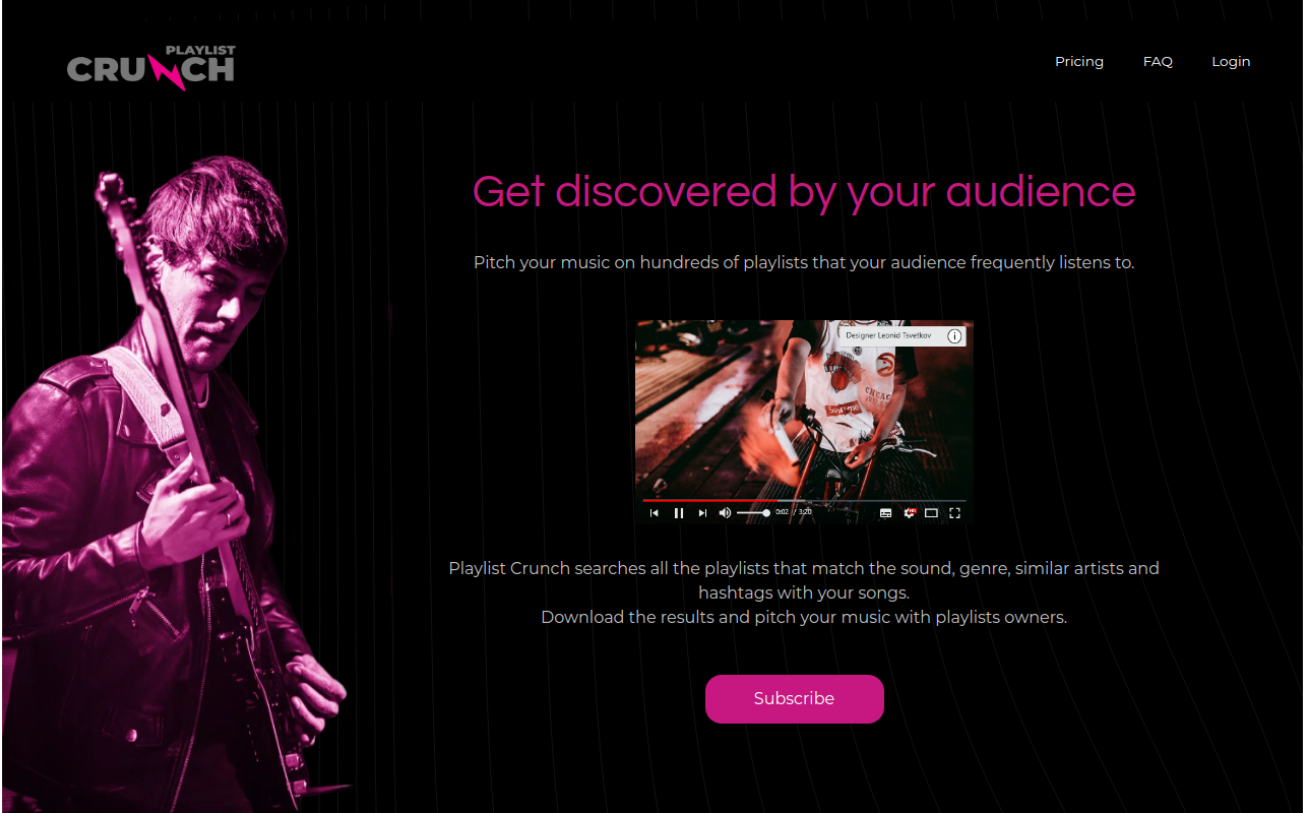 PLAYLIST
CRUNCH
Pricing
FAQ
Login
Get discovered by your audience
Pitch your music on hundreds of playlists that your audience frequently listens to.
Designer Leonid Tsvetkov
CHICAG
0:02 / 3:20
Playlist Crunch searches all the playlists that match the sound, genre, similar artists and
hashtags with your songs.
Download the results and pitch your music with playlists owners.
Subscribe